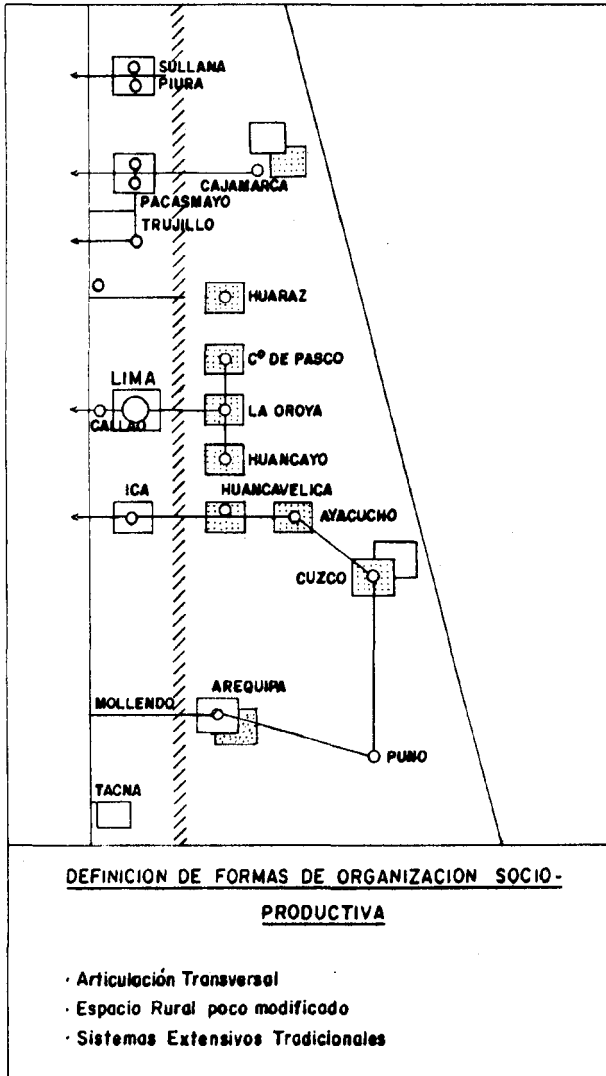 SULLANA
PIURA
CAJAMARCA
PACASMAYO
TRUJILLO
HUARAZ
Cº DE PASCO
LIMA
CALLAO
LA OROYA
HUANCAYO
ICA
HUANCAVELICA
AYACUCHO
CUZCO
AREQUIPA
MOLLENDO
PUNO
TACNA
DEFINICION DE FORMAS DE ORGANIZACION SOCIO-
PRODUCTIVA
· Articulación Transversal
· Espacio Rural poco modificado
· Sistemas Extensivos Tradicionales